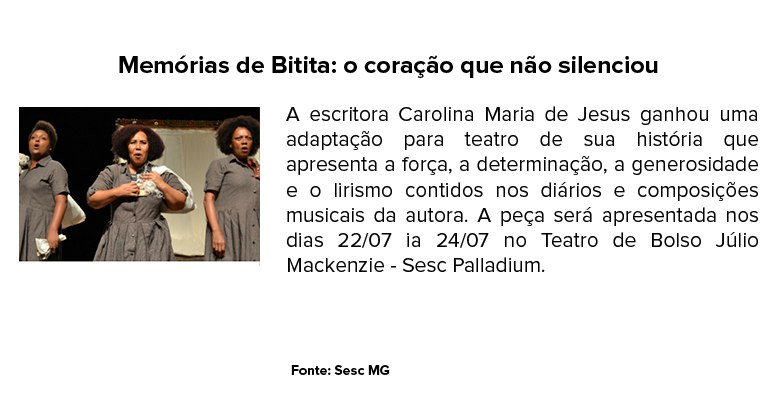 Memórias de Bitita: o coração que não silenciou
A escritora Carolina Maria de Jesus ganhou uma
adaptação para teatro de sua história que
apresenta a força, a determinação, a generosidade
e o lirismo contidos nos diários e composições
musicais da autora. A peça será apresentada nos
dias 22/07 ia 24/07 no Teatro de Bolso Júlio
Mackenzie - Sesc Palladium.
Fonte: Sesc MG